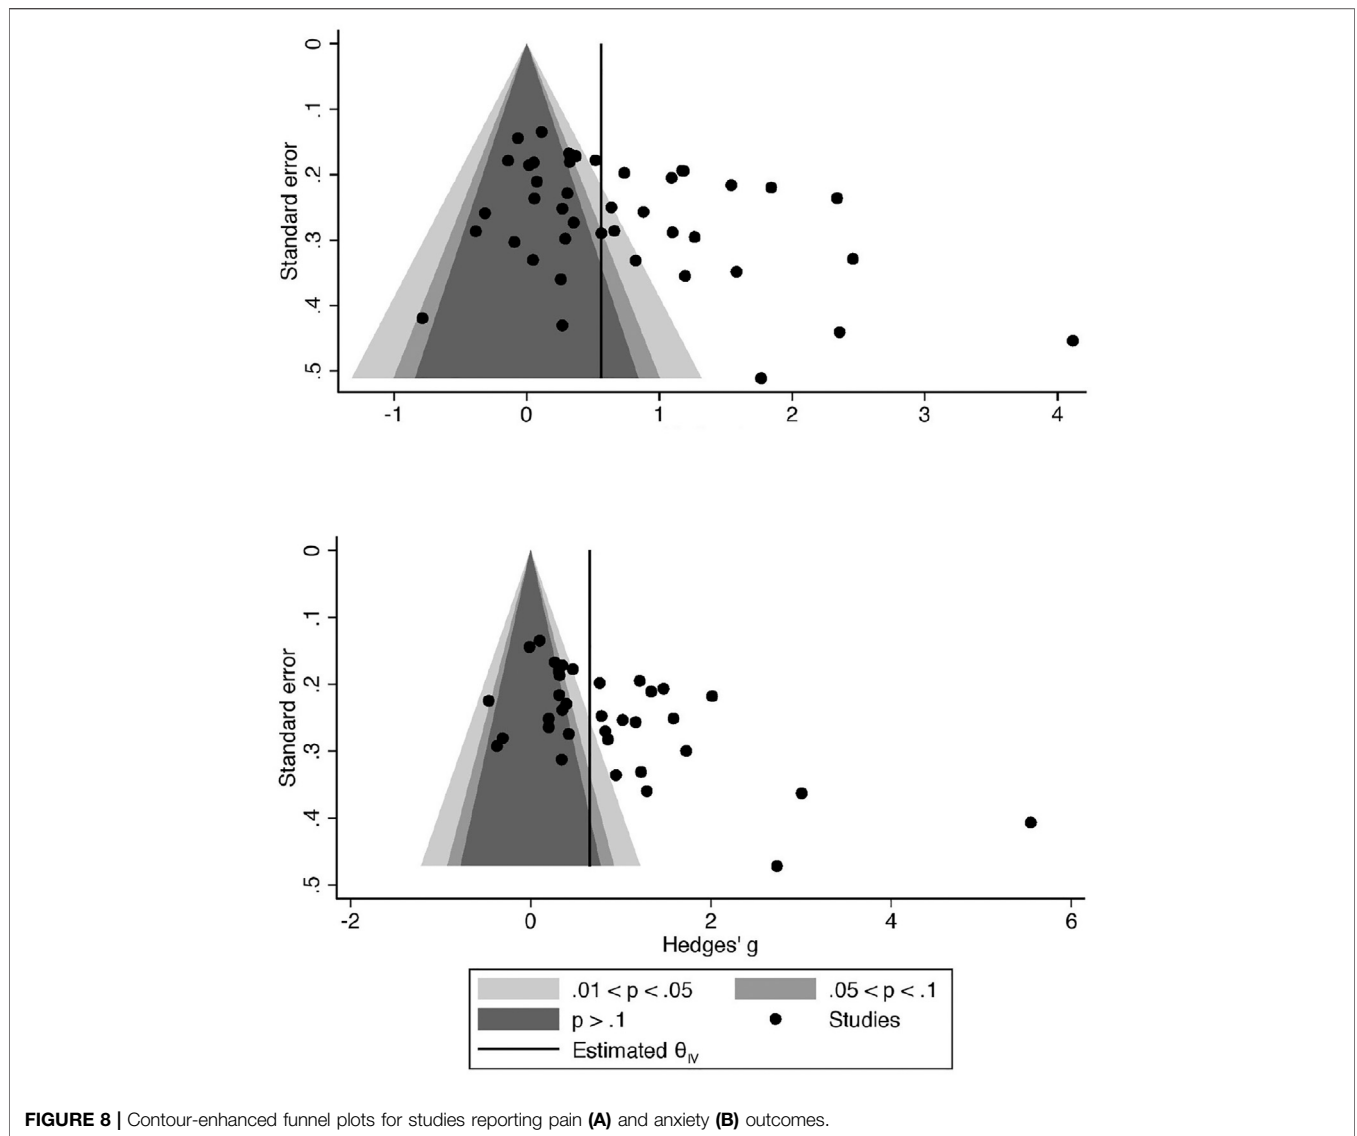 0
.1
.2
.3
.4
.5
Standard error
-1 0 1 2 3 4
0
.1
.2
.3
.4
.5
Standard error
-2 0 2 4 6
Hedges' g
.01 < p < .05 .05 < p < .1
p > .1 Studies
Estimated θIV
FIGURE 8 | Contour-enhanced funnel plots for studies reporting pain (A) and anxiety (B) outcomes.